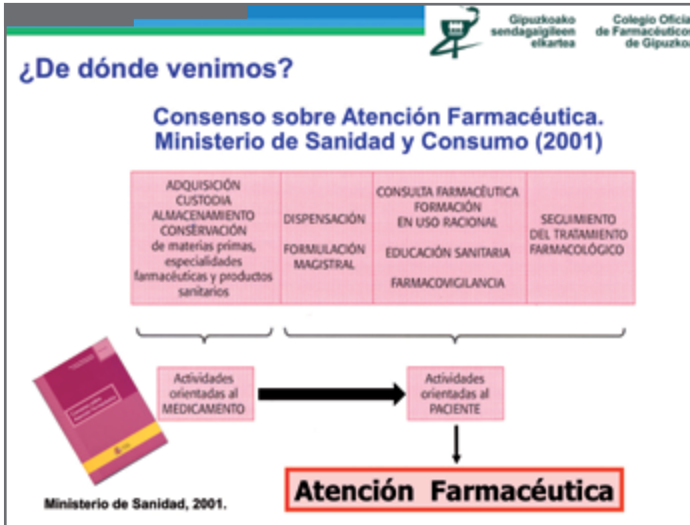 Gipuzkoako
sendagaigileen
elkartea
Colegio Oficia
de Farmacéuticos
de Gipuzkoa
¿De dónde venimos?
Consenso sobre Atención Farmacéutica.
Ministerio de Sanidad y Consumo (2001)
ADQUISICIÓN
CUSTODIA
ALMACENAMIENTO
CONSERVACIÓN
de materias primas,
especialidades
farmacéuticas y productos
sanitarios
DISPENSACIÓN
FORMULACIÓN
MAGISTRAL
CONSULTA FARMACÉUTICA
FORMACIÓN
EN USO RACIONAL
EDUCACIÓN SANITARIA
FARMACOVIGILANCIA
SEGUIMIENTO
DEL TRATAMIENTO
FARMACOLÓGICO
Actividades
orientadas al
MEDICAMENTO
Actividades
orientadas al
PACIENTE
Atención Farmacéutica
Ministerio de Sanidad, 2001.